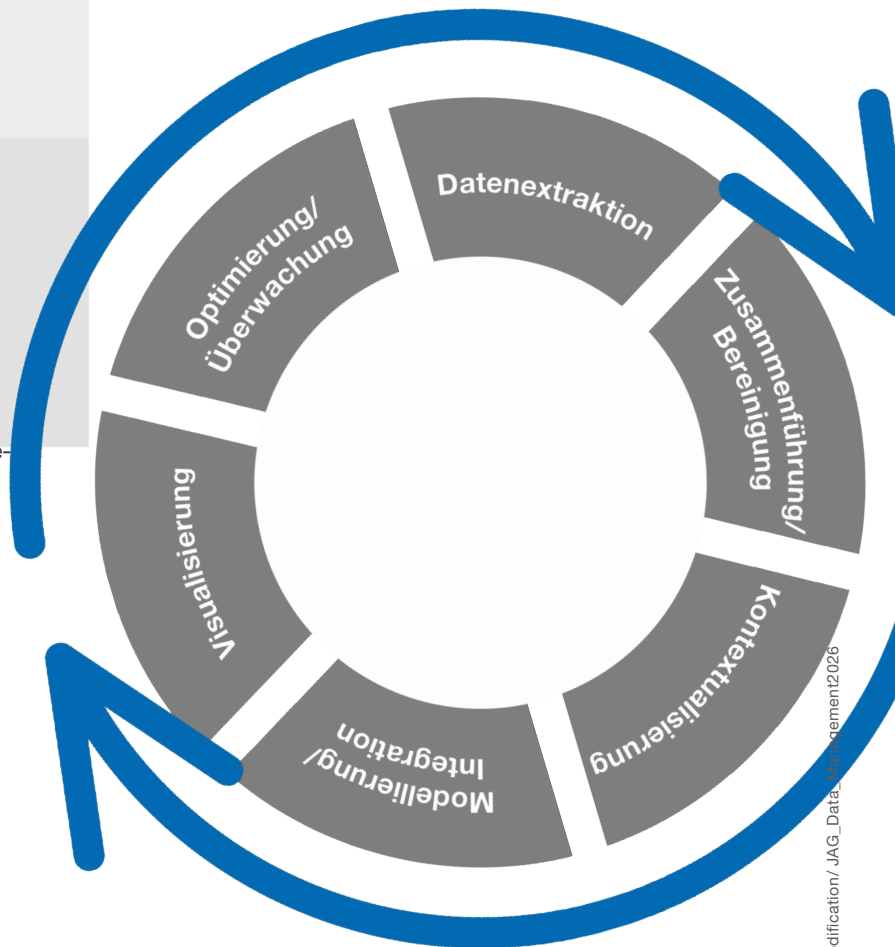 Datenextraktion
Zusammenführung/
Bereinigung
Kontextualisierung
Modellierung/
Integration
Visualisierung
Optimierung/
Überwachung
dification/ JAG_Data_Management2026